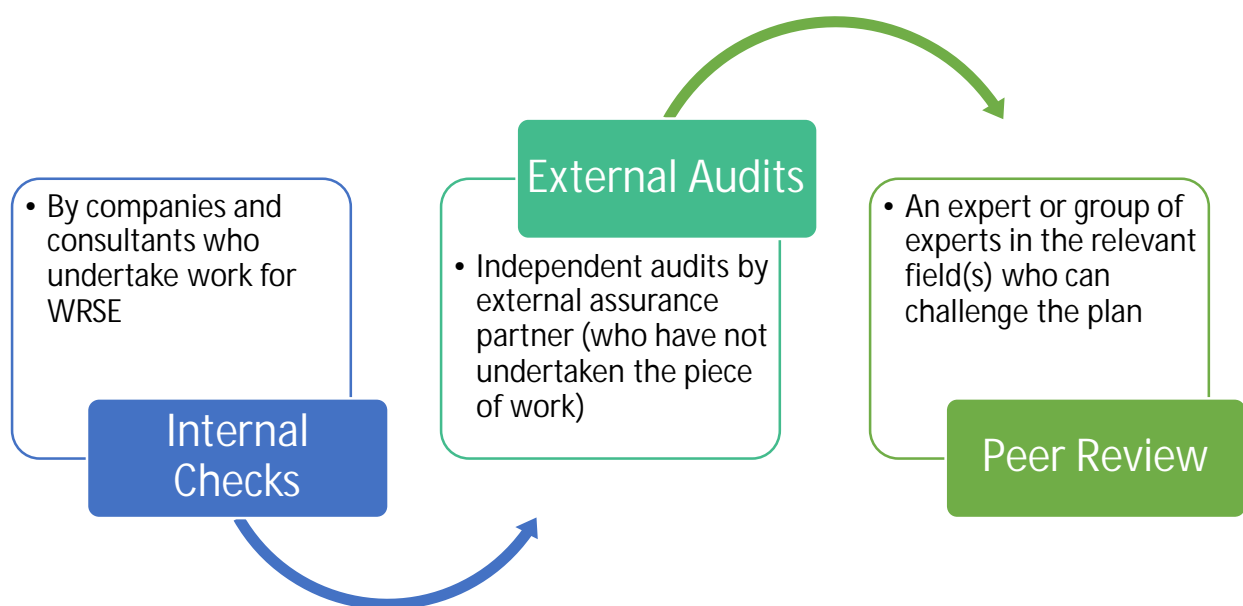 • By companies and
consultants who
undertake work for
WRSE
Internal
Checks
External Audits
• Independent audits by
external assurance
partner (who have not
undertaken the piece
of work)
• An expert or group of
experts in the relevant
field(s) who can
challenge the plan
Peer Review